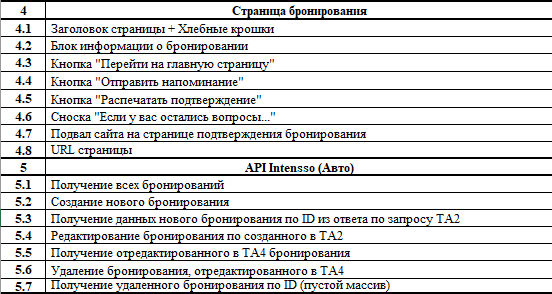 4 Страница бронирования
4.1 Заголовок страницы + Хлебные крошки
4.2 Блок информации о бронировании
4.3 Кнопка "Перейти на главную страницу"
4.4 Кнопка "Отправить напоминание"
4.5 Кнопка "Распечатать подтверждение"
4.6 Сноска "Если у вас остались вопросы..."
4.7 Подвал сайта на странице подтверждения бронирования
4.8 URL страницы
5 API Intensso (Авто)
5.1 Получение всех бронирований
5.2 Создание нового бронирования
5.3 Получение данных нового бронирования по ID из ответа по запросу ТА2
5.4 Редактирование бронирования по созданного в ТА2
5.5 Получение отредактированного в ТА4 бронирования
5.6 Удаление бронирования, отредактированного в ТА4
5.7 Получение удаленного бронирования по ID (пустой массив)